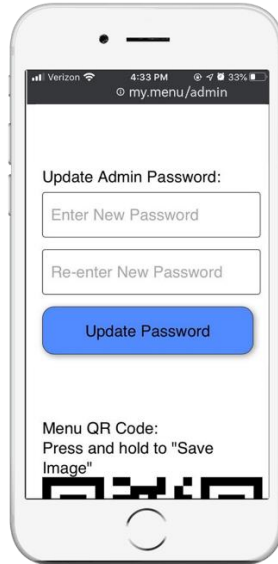 Verizon 4:33 PM 33%
my.menu/admin
Update Admin Password:
Enter New Password
Re-enter New Password
Update Password
Menu QR Code:
Press and hold to "Save
Image"